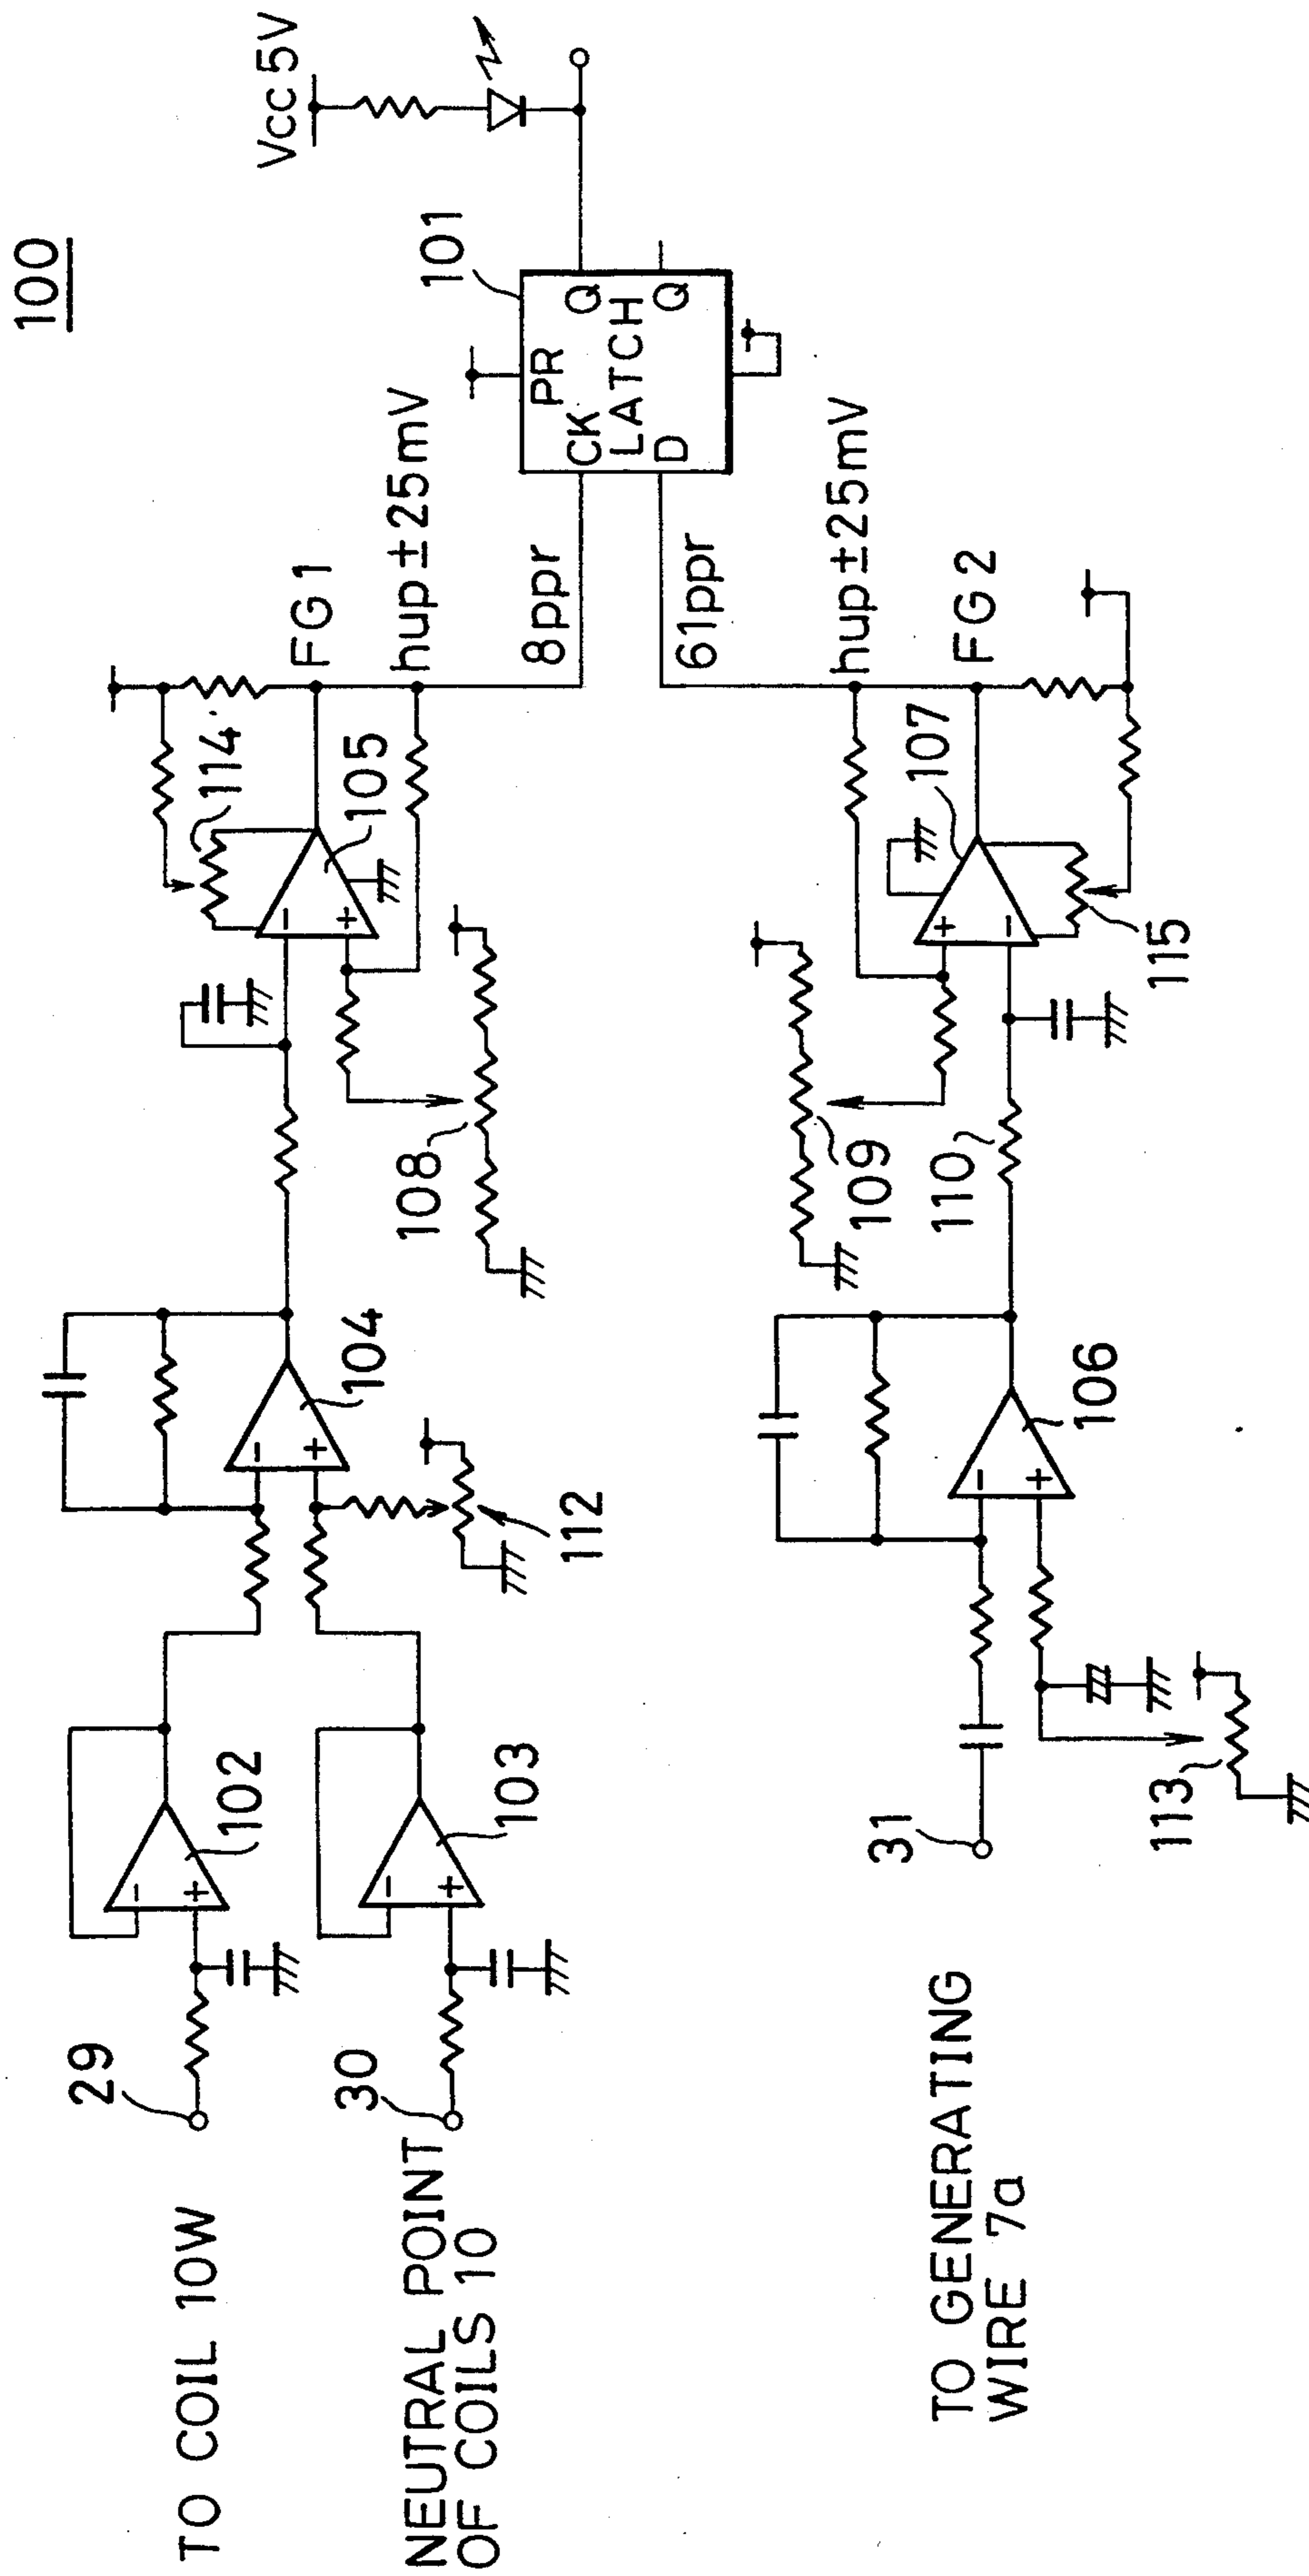 100
Vcc 5V
101
PR
CK
Q
LATCH
D
Q
FG1
hup±25mV
8ppr
61ppr
hup±25mV
FG2
114
105
107
115
108
109
110
104
112
106
102
103
113
29
30
31
TO COIL 10W
NEUTRAL POINT
OF COILS 10
TO GENERATING
WIRE 7a
-
+
-
+
-
+
-
+
-
+
+
-